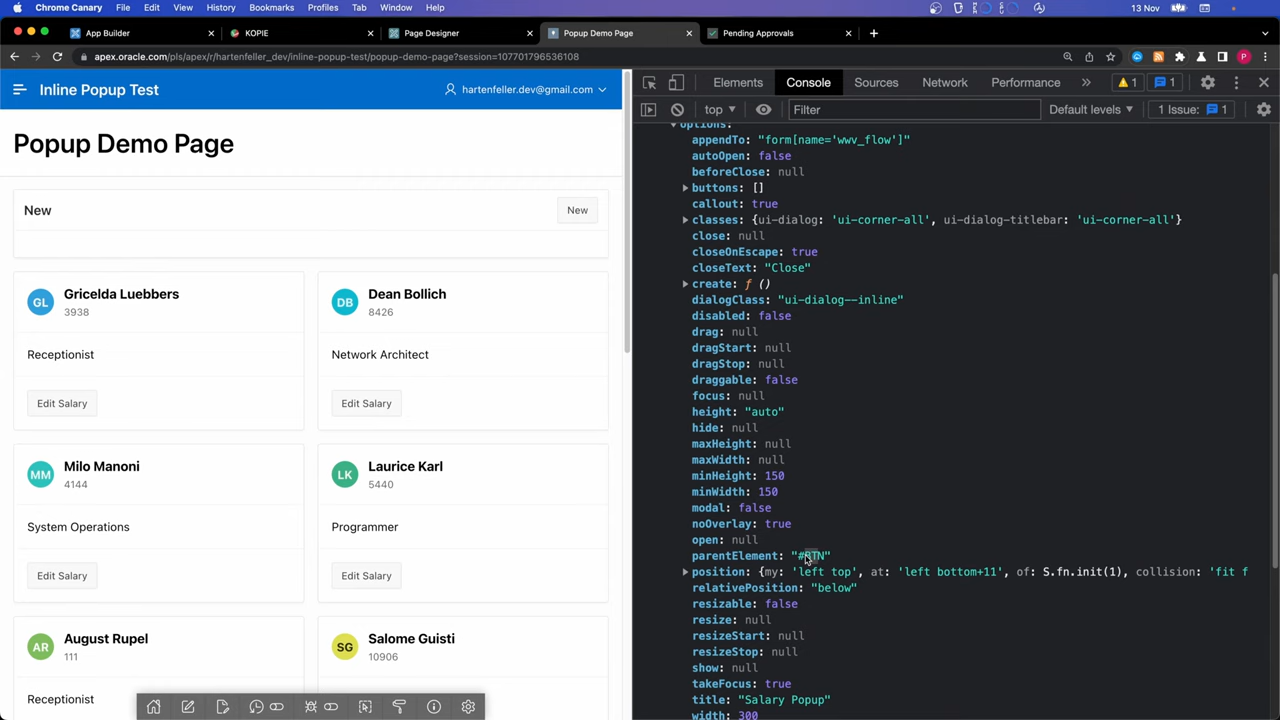 Chrome Canary File Edit View History Bookmarks Profiles Tab Window Help 13 Nov
App Builder KOPIE Page Designer Popup Demo Page Pending Approvals
apex.oracle.com/pls/apex/r/hartenfeller_dev/inline-popup-test/popup-demo-page?session=107701796536108 P
Inline Popup Test hartenfeller.dev@gmail.com
Popup Demo Page
New New
GL Gricelda Luebbers
3938
Receptionist
Edit Salary
DB Dean Bollich
8426
Network Architect
Edit Salary
MM Milo Manoni
4144
System Operations
Edit Salary
LK Laurice Karl
5440
Programmer
Edit Salary
AR August Rupel
111
Receptionist
SG Salome Guisti
10906
Elements Console Sources Network Performance » 1 1
top Filter Default levels 1 Issue: 1
options:
appendTo: "form[name='wwv_flow']"
autoOpen: false
beforeClose: null
buttons: []
callout: true
classes: {ui-dialog: 'ui-corner-all', ui-dialog-titlebar: 'ui-corner-all'}
close: null
closeOnEscape: true
closeText: "Close"
create: ƒ ()
dialogClass: "ui-dialog--inline"
disabled: false
drag: null
dragStart: null
dragStop: null
draggable: false
focus: null
height: "auto"
hide: null
maxHeight: null
maxWidth: null
minHeight: 150
minWidth: 150
modal: false
noOverlay: true
open: null
parentElement: "#BTN"
position: {my: 'left top', at: 'left bottom+11', of: S.fn.init(1), collision: 'fit f
relativePosition: "below"
resizable: false
resize: null
resizeStart: null
resizeStop: null
show: null
takeFocus: true
title: "Salary Popup"
width: 300